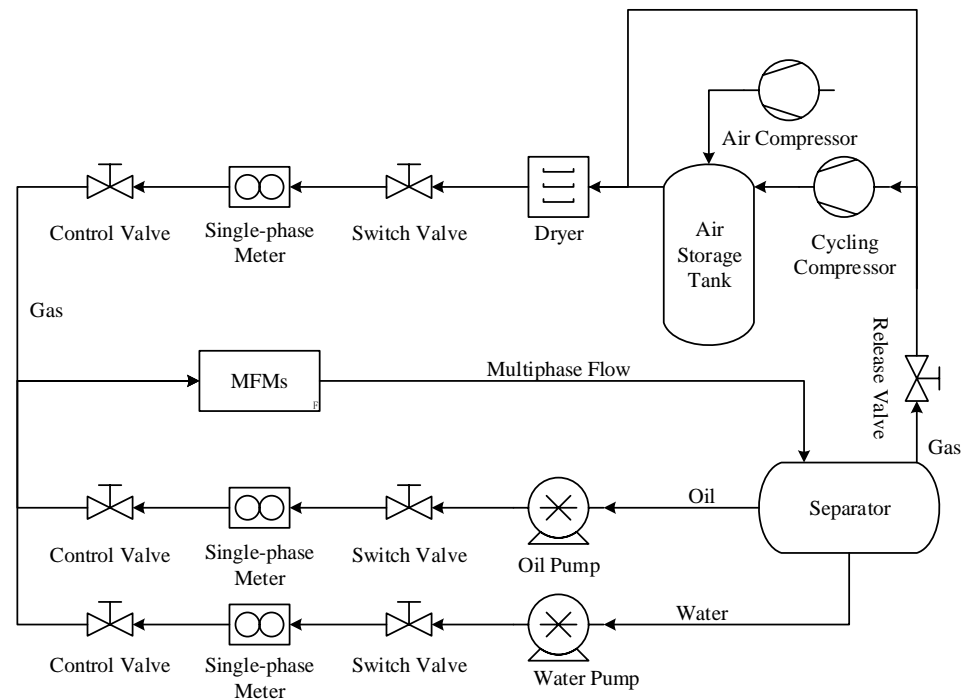 Air Compressor
Control Valve
Single-phase
Meter
Switch Valve
Dryer
Air
Storage
Tank
Cycling
Compressor
Gas
Release Valve
MFMs
F
Multiphase Flow
Gas
Oil
Separator
Control Valve
Single-phase
Meter
Switch Valve
Oil Pump
Water
Control Valve
Single-phase
Meter
Switch Valve
Water Pump